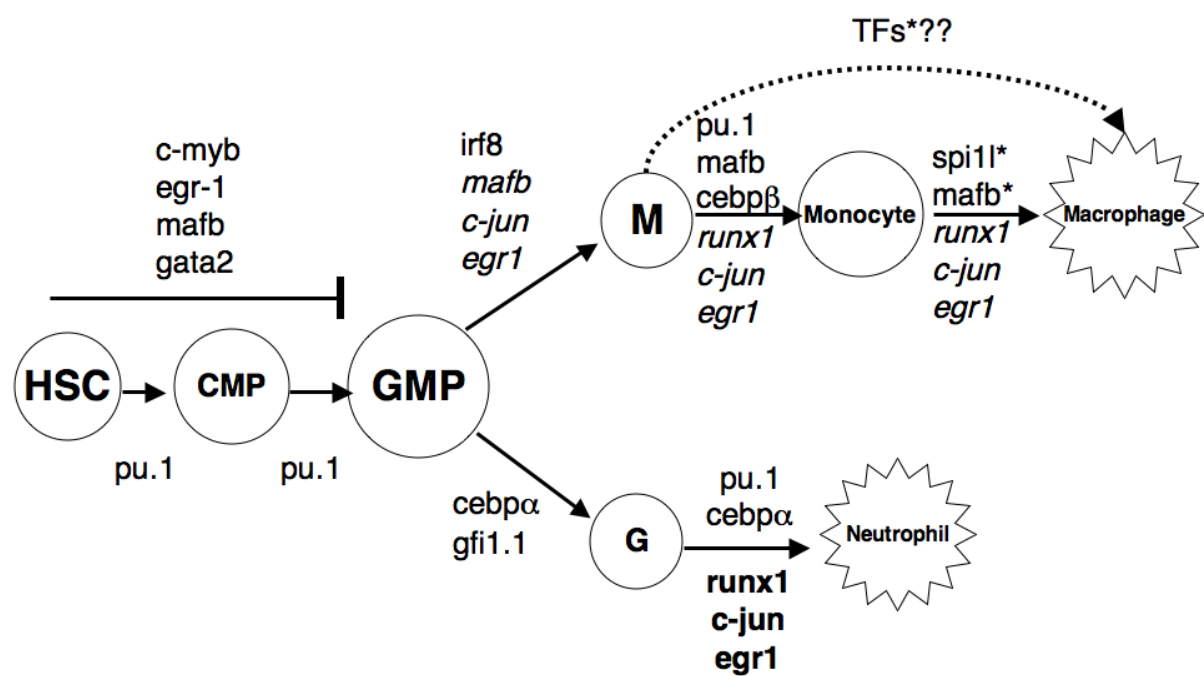 TFs*??
c-myb
egr-1
mafb
gata2
irf8
mafb
c-jun
egr1
M
pu.1
mafb
cebpβ
runx1
c-jun
egr1
Monocyte
spi1l*
mafb*
runx1
c-jun
egr1
Macrophage
HSC
CMP
GMP
pu.1
pu.1
cebpα
gfi1.1
G
pu.1
cebpα
runx1
c-jun
egr1
Neutrophil